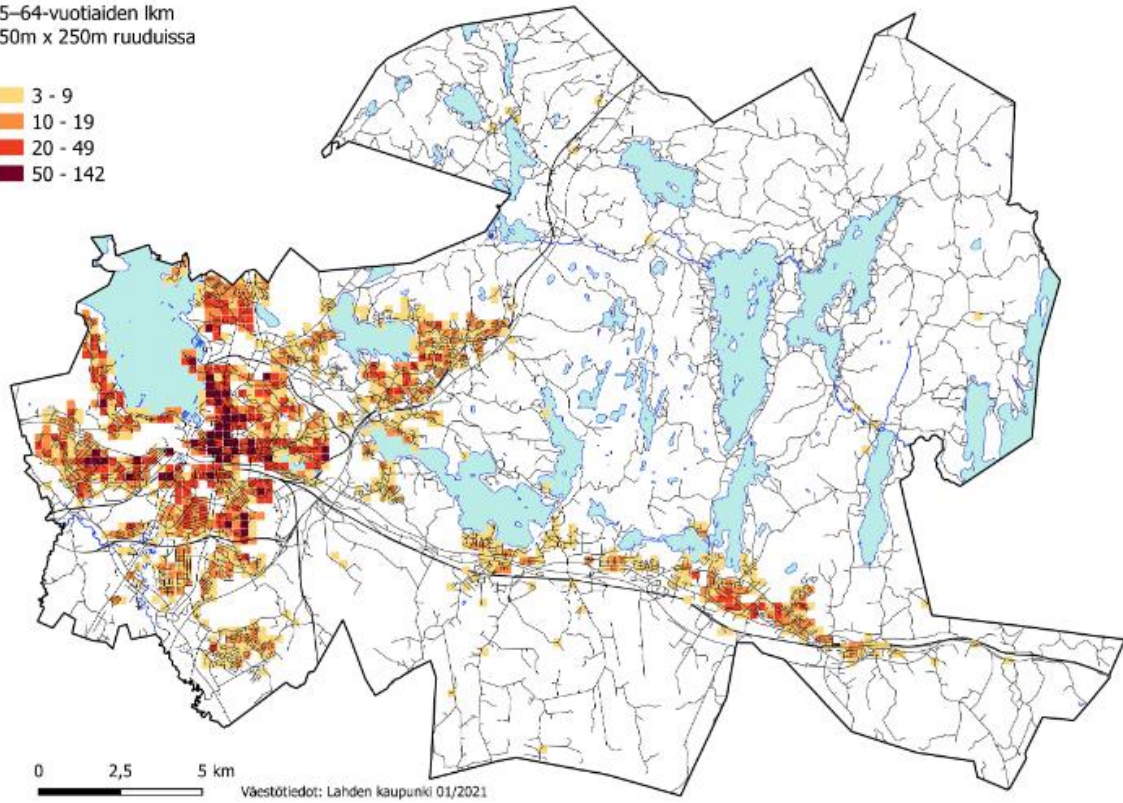 5–64-vuotiaiden lkm
50m x 250m ruuduissa
3 - 9
10 - 19
20 - 49
50 - 142
0 2,5 5 km
Väestötiedot: Lahden kaupunki 01/2021